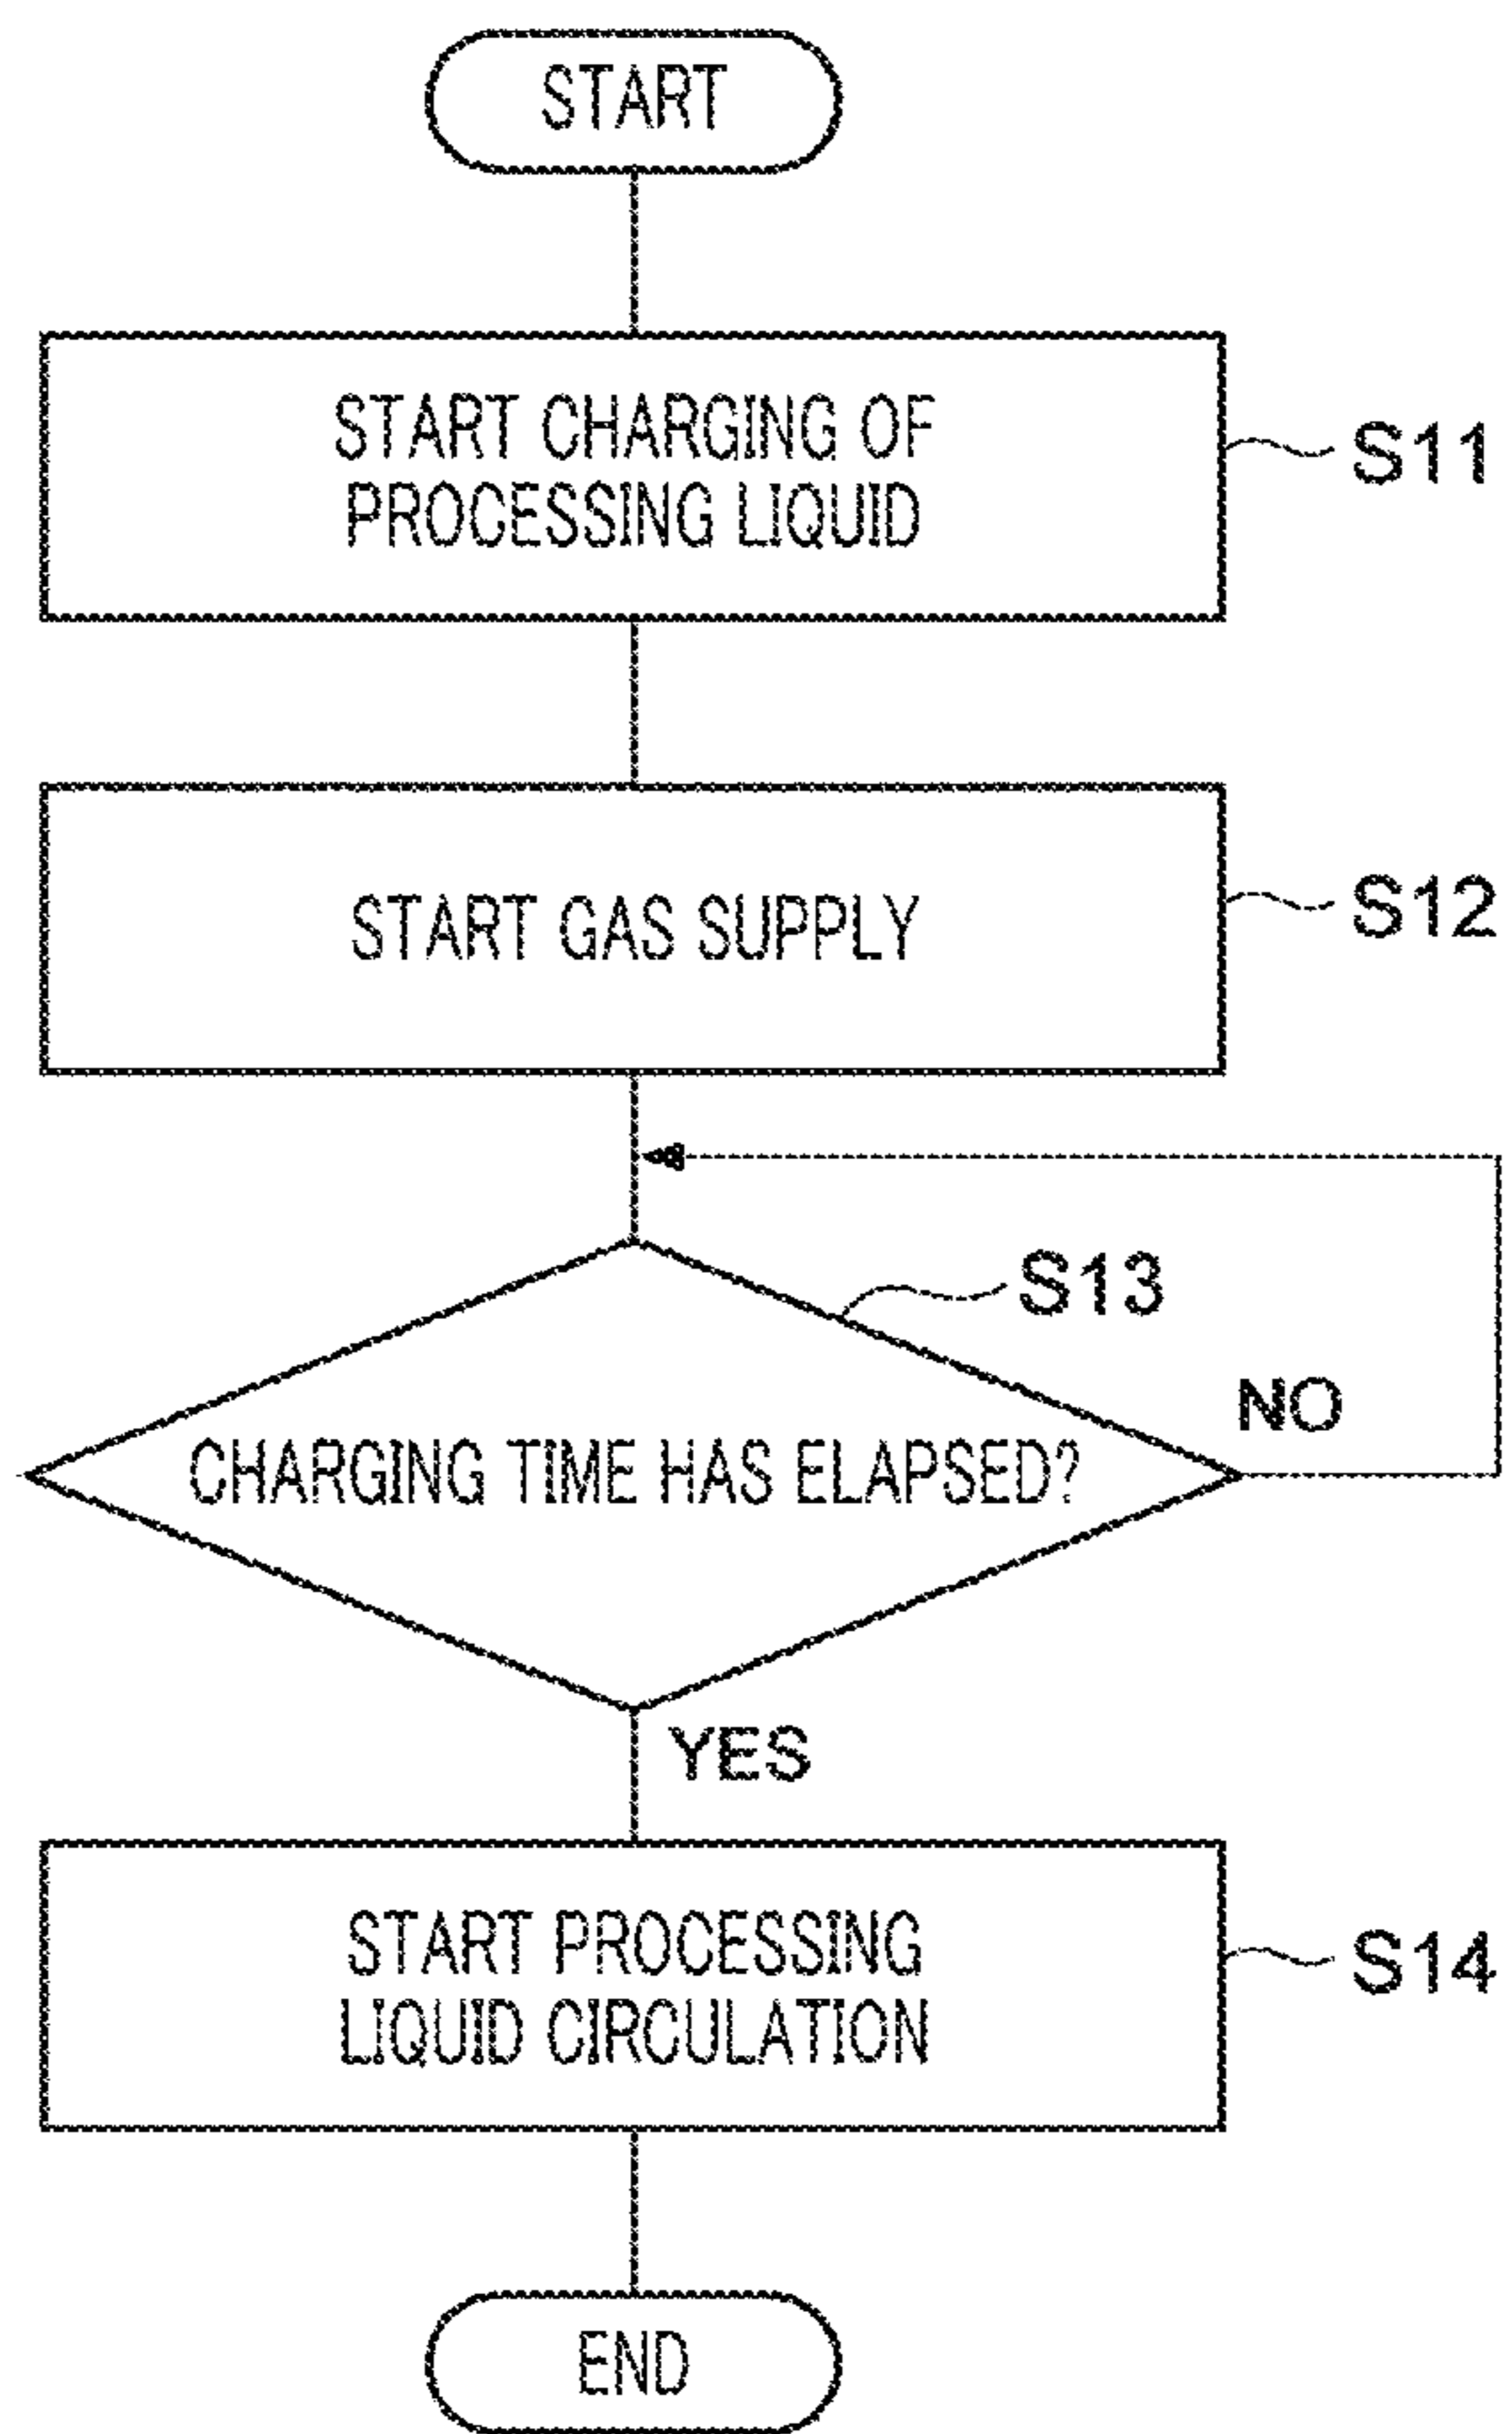 START
START CHARGING OF
PROCESSING LIQUID
S11
START GAS SUPPLY
S12
S13
NO
CHARGING TIME HAS ELAPSED?
YES
START PROCESSING
LIQUID CIRCULATION
S14
END